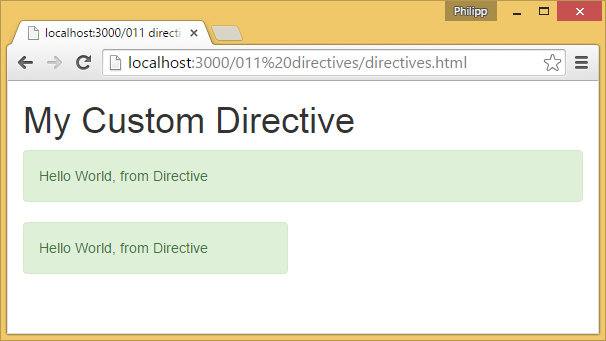 Philipp
localhost:3000/011 directi
localhost:3000/011%20directives/directives.html
My Custom Directive
Hello World, from Directive
Hello World, from Directive